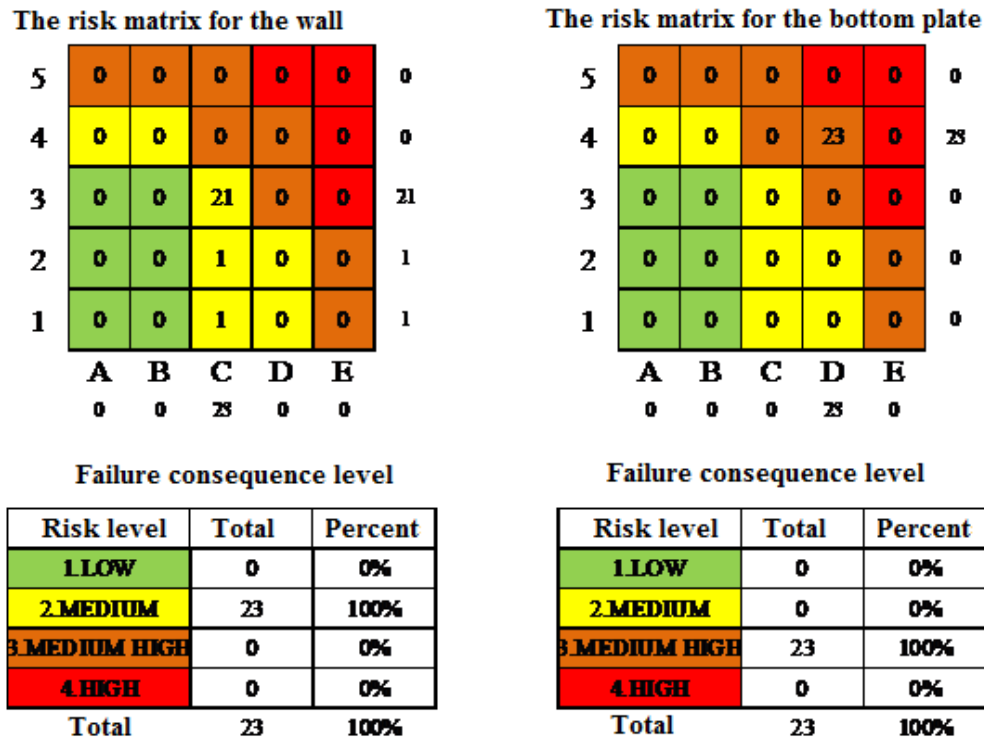 The risk matrix for the wall
5 0 0 0 0 0 0
4 0 0 0 0 0 0
3 0 0 21 0 0 21
2 0 0 1 0 0 1
1 0 0 1 0 0 1
A B C D E
0 0 23 0 0
Failure consequence level
Risk level Total Percent
1.LOW 0 0%
2.MEDIUM 23 100%
3.MEDIUM HIGH 0 0%
4.HIGH 0 0%
Total 23 100%
The risk matrix for the bottom plate
5 0 0 0 0 0 0
4 0 0 0 23 0 23
3 0 0 0 0 0 0
2 0 0 0 0 0 0
1 0 0 0 0 0 0
A B C D E
0 0 0 23 0
Failure consequence level
Risk level Total Percent
1.LOW 0 0%
2.MEDIUM 0 0%
3.MEDIUM HIGH 23 100%
4.HIGH 0 0%
Total 23 100%